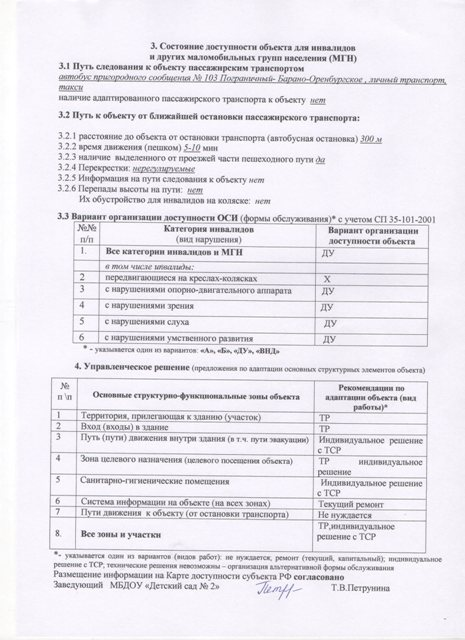 3. Состояние доступности объекта для инвалидов
и других маломобильных групп населения (МГН)
3.1 Путь следования к объекту пассажирским транспортом
автобус пригородного сообщения № 103 Пограничный- Барано-Оренбургское , личный транспорт,
такси
наличие адаптированного пассажирского транспорта к объекту нет
3.2 Путь к объекту от ближайшей остановки пассажирского транспорта:
3.2.1 расстояние до объекта от остановки транспорта (автобусная остановка) 300 м
3.2.2 время движения (пешком) 5-10 мин
3.2.3 наличие выделенного от проезжей части пешеходного пути да
3.2.4 Перекрестки: нерегулируемые
3.2.5 Информация на пути следования к объекту нет
3.2.6 Перепады высоты на пути: нет
Их обустройство для инвалидов на коляске: нет
3.3 Вариант организации доступности ОСИ (формы обслуживания)* с учетом СП 35-101-2001
№№ п/п Категория инвалидов (вид нарушения) Вариант организации доступности объекта
1. Все категории инвалидов и МГН ДУ
в том числе инвалиды:
2 передвигающиеся на креслах-колясках Х
3 с нарушениями опорно-двигательного аппарата ДУ
4 с нарушениями зрения ДУ
5 с нарушениями слуха ДУ
6 с нарушениями умственного развития ДУ
* - указывается один из вариантов: «А», «Б», «ДУ», «ВНД»
4. Управленческое решение (предложения по адаптации основных структурных элементов объекта)
№ п \п Основные структурно-функциональные зоны объекта Рекомендации по адаптации объекта (вид работы)*
1 Территория, прилегающая к зданию (участок) ТР
2 Вход (входы) в здание ТР
3 Путь (пути) движения внутри здания (в т.ч. пути эвакуации) Индивидуальное решение с ТСР
4 Зона целевого назначения (целевого посещения объекта) ТР индивидуальное решение
5 Санитарно-гигиенические помещения Индивидуальное решение с ТСР
6 Система информации на объекте (на всех зонах) Текущий ремонт
7 Пути движения к объекту (от остановки транспорта) Не нуждается
8. Все зоны и участки ТР,индивидуальное решение с ТСР
*- указывается один из вариантов (видов работ): не нуждается; ремонт (текущий, капитальный); индивидуальное
решение с ТСР; технические решения невозможны – организация альтернативной формы обслуживания
Размещение информации на Карте доступности субъекта РФ согласовано
Заведующий МБДОУ «Детский сад № 2» Т.В.Петрунина